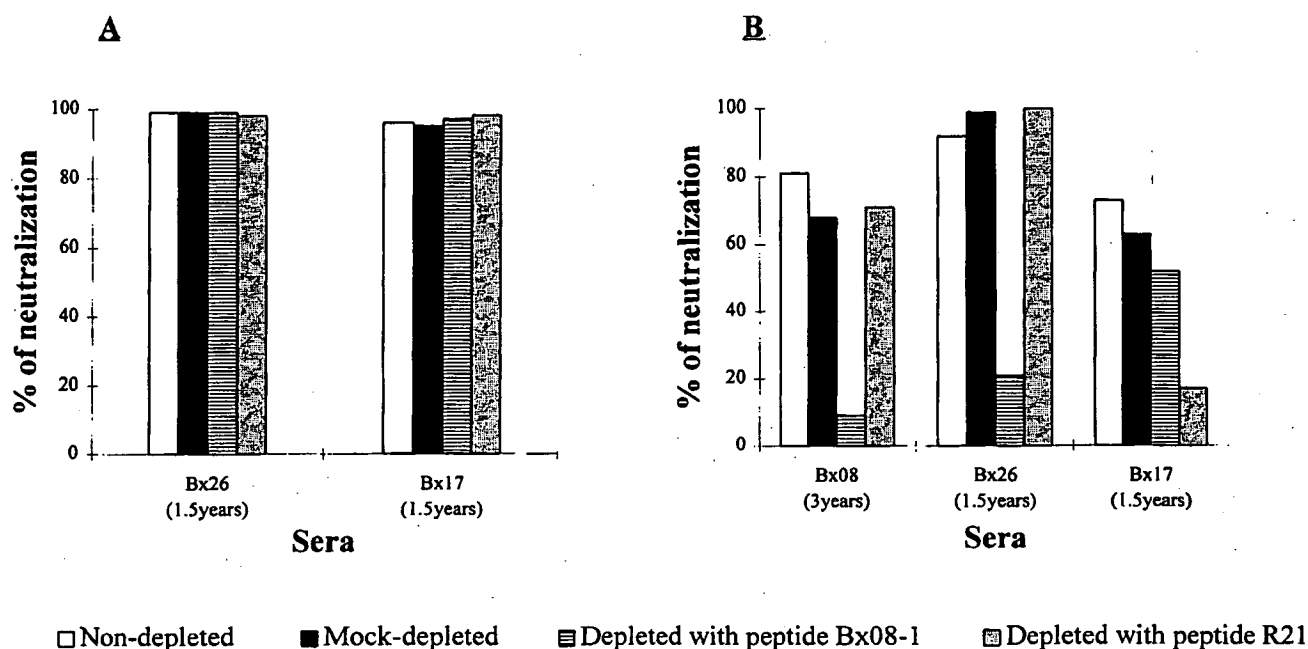 A
B
100
80
60
40
20
0
% of neutralization
Bx26 Bx17
(1.5years) (1.5years)
Sera
100
80
60
40
20
0
% of neutralization
Bx08 Bx26 Bx17
(3years) (1.5years) (1.5years)
Sera
Non-depleted Mock-depleted Depleted with peptide Bx08-1 Depleted with peptide R21